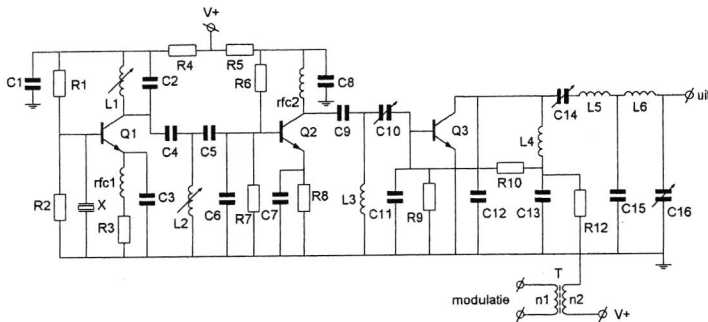 V+
R4
R5
C1
R1
L1
C2
R6
rfc2
C8
Q1
Q2
C9
C10
Q3
C14
L5
L6
uit
C4
C5
L4
rfc1
C3
R2
X
R3
L2
C6
R7
C7
R8
L3
C11
R9
R10
C12
C13
R12
C15
C16
T
modulatie
n1
n2
V+